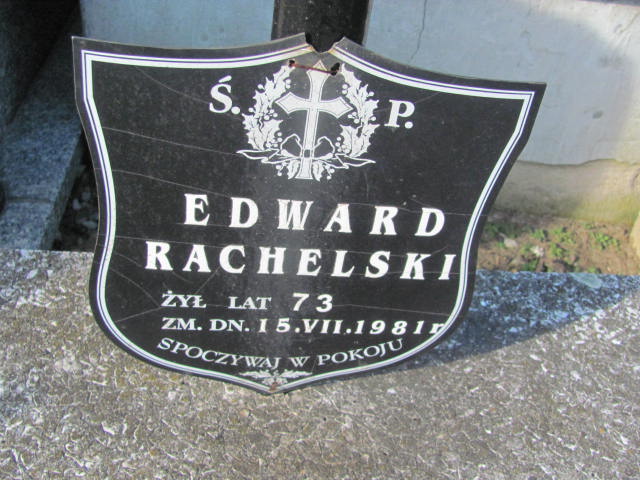 Ś. P.
EDWARD
RACHELSKI
ŻYŁ LAT 73
ZM. DN. 15.VII.1981r
SPOCZYWAJ W POKOJU